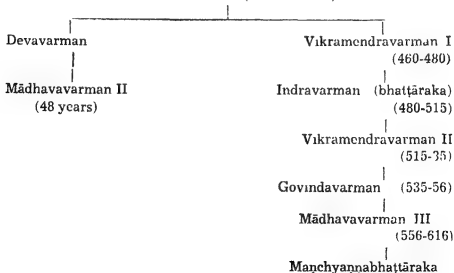 Devavarman Vikramendravarman I
(460-480)
Mādhavavarman II Indravarman (bhaṭṭāraka)
(48 years) (480-515)
Vikramendravarman II
(515-35)
Govindavarman (535-56)
Mādhavavarman III
(556-616)
Maṇchyaṇṇabhaṭṭāraka